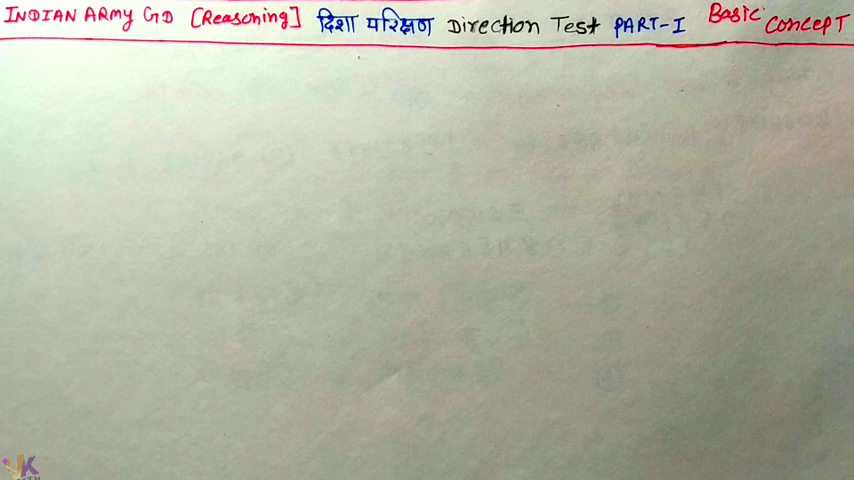 INDIAN ARMY GD [Reasoning] दिशा परिक्षण Direction Test PART-I Basic Concept